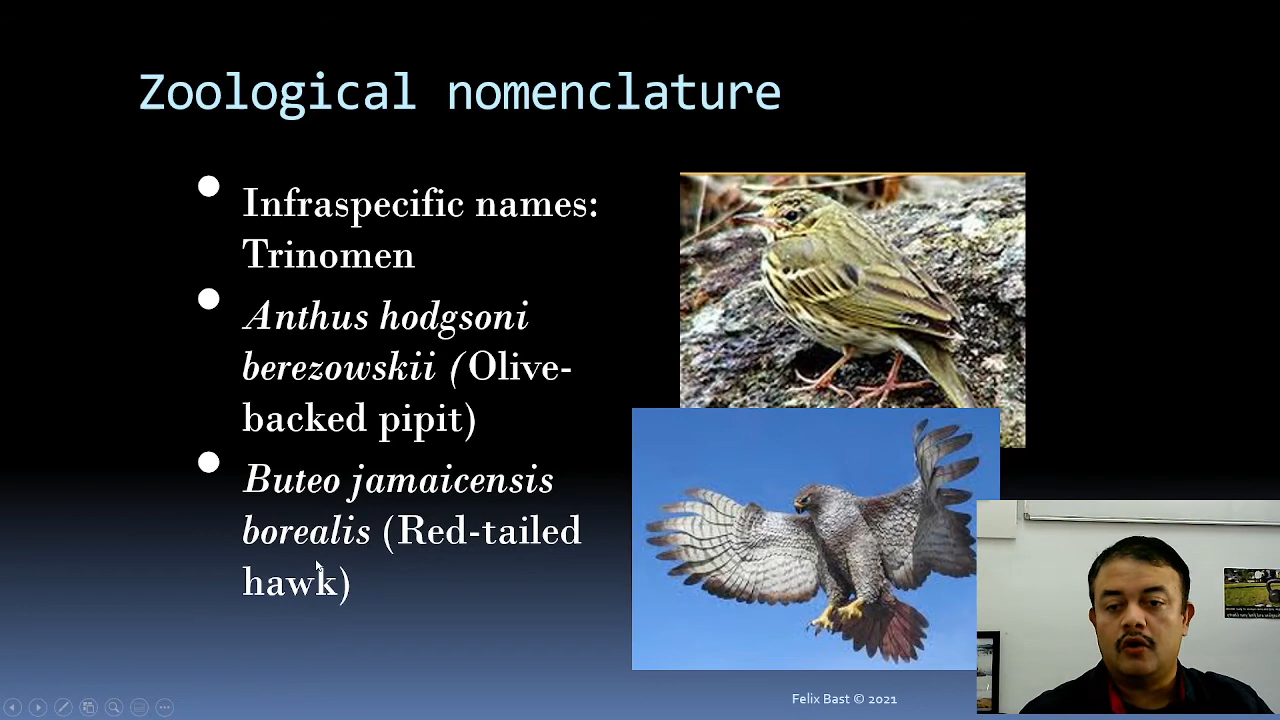 Zoological nomenclature
Infraspecific names:
Trinomen
Anthus hodgsoni
berezowskii (Olive-
backed pipit)
Buteo jamaicensis
borealis (Red-tailed
hawk)
Felix Bast © 2021